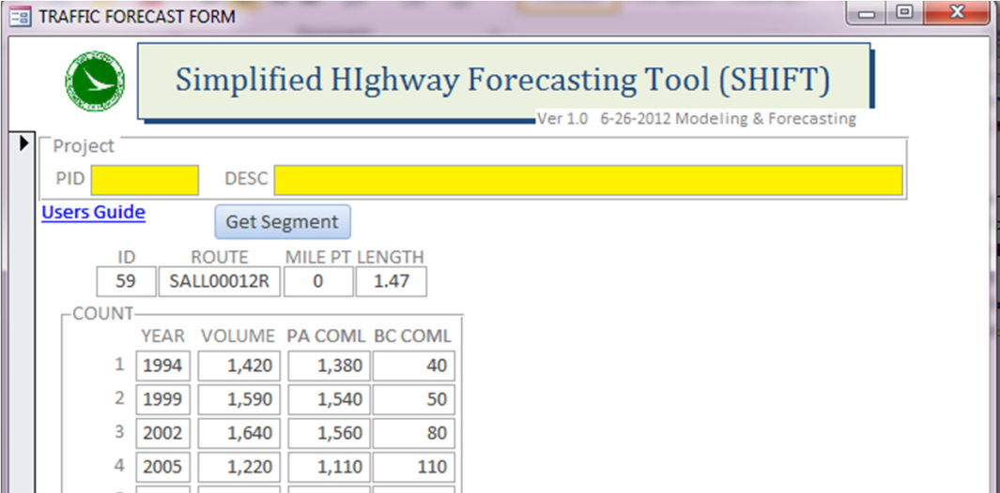 TRAFFIC FORECAST FORM
Simplified HIghway Forecasting Tool (SHIFT)
Ver 1.0 6-26-2012 Modeling & Forecasting
Project
PID DESC
Users Guide Get Segment
ID ROUTE MILE PT LENGTH
59 SALL00012R 0 1.47
COUNT
YEAR VOLUME PA COML BC COML
1 1994 1,420 1,380 40
2 1999 1,590 1,540 50
3 2002 1,640 1,560 80
4 2005 1,220 1,110 110